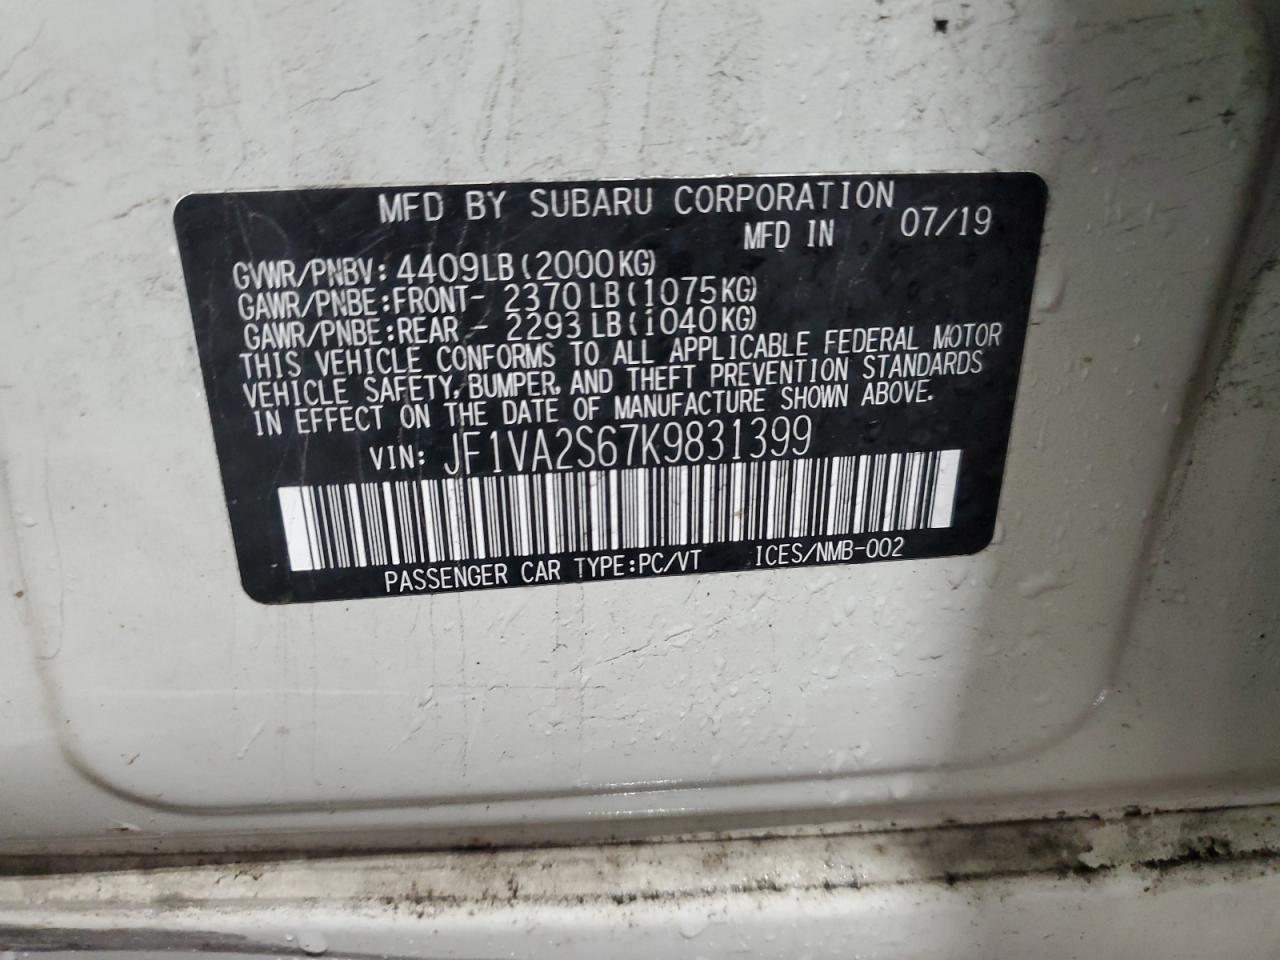 MFD BY SUBARU CORPORATION
MFD IN 07/19
GVWR/PNBV: 4409LB(2000KG)
GAWR/PNBE:FRONT- 2370LB(1075KG)
GAWR/PNBE:REAR - 2293LB(1040KG)
THIS VEHICLE CONFORMS TO ALL APPLICABLE FEDERAL MOTOR
VEHICLE SAFETY, BUMPER, AND THEFT PREVENTION STANDARDS
IN EFFECT ON THE DATE OF MANUFACTURE SHOWN ABOVE.
VIN: JF1VA2S67K9831399
PASSENGER CAR TYPE:PC/VT ICES/NMB-002